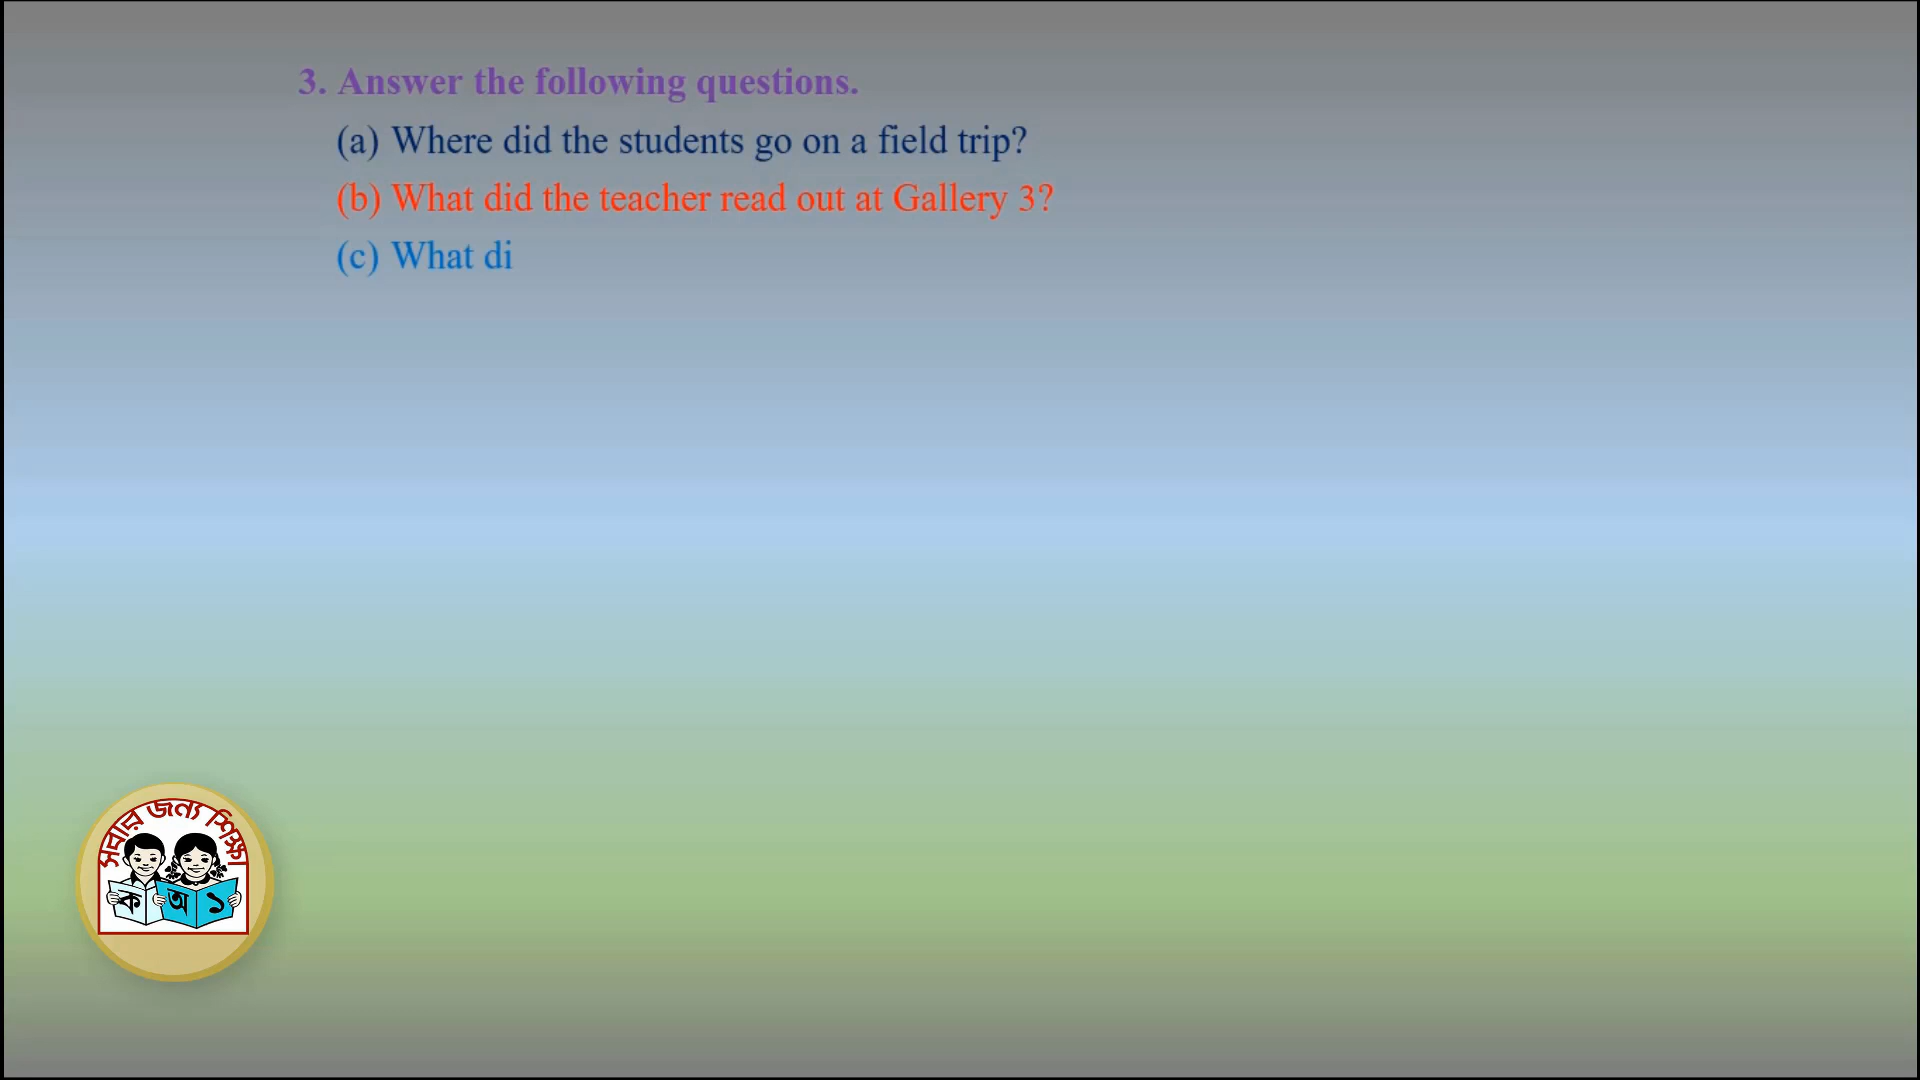 3. Answer the following questions.
(a) Where did the students go on a field trip?
(b) What did the teacher read out at Gallery 3?
(c) What di
সবার জন্য শিক্ষা
ক অ ১